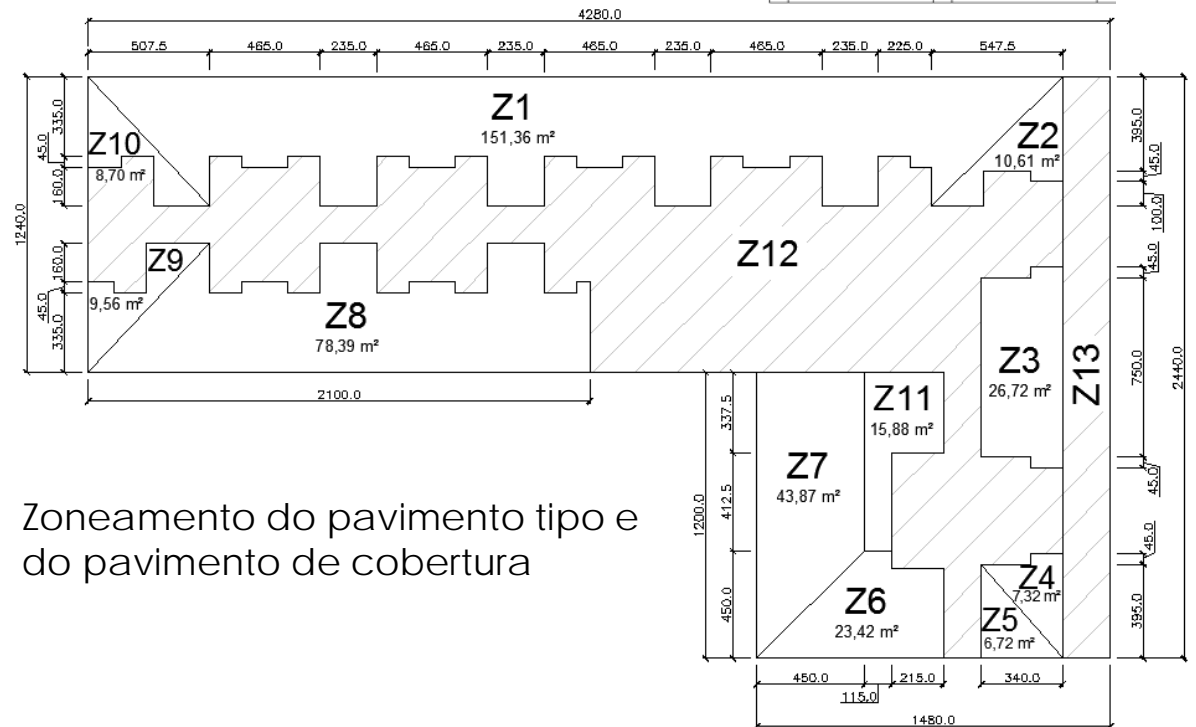 4280.0
507.5 465.0 235.0 465.0 235.0 465.0 235.0 465.0 235.0 225.0 547.5
1240.0
335.0
45.0
160.0
160.0
45.0
335.0
Z1
151,36 m²
Z2
10,61 m²
Z10
8,70 m²
Z9
9,56 m²
Z8
78,39 m²
Z12
Z3
26,72 m²
Z13
395.0
45.0
100.0
45.0
750.0
45.0
45.0
395.0
2440.0
2100.0
Z11
15,88 m²
Z7
43,87 m²
337.5
412.5
450.0
1200.0
Zoneamento do pavimento tipo e
do pavimento de cobertura
Z6
23,42 m²
Z4
7,32 m²
Z5
6,72 m²
450.0 115.0 215.0 340.0
1480.0